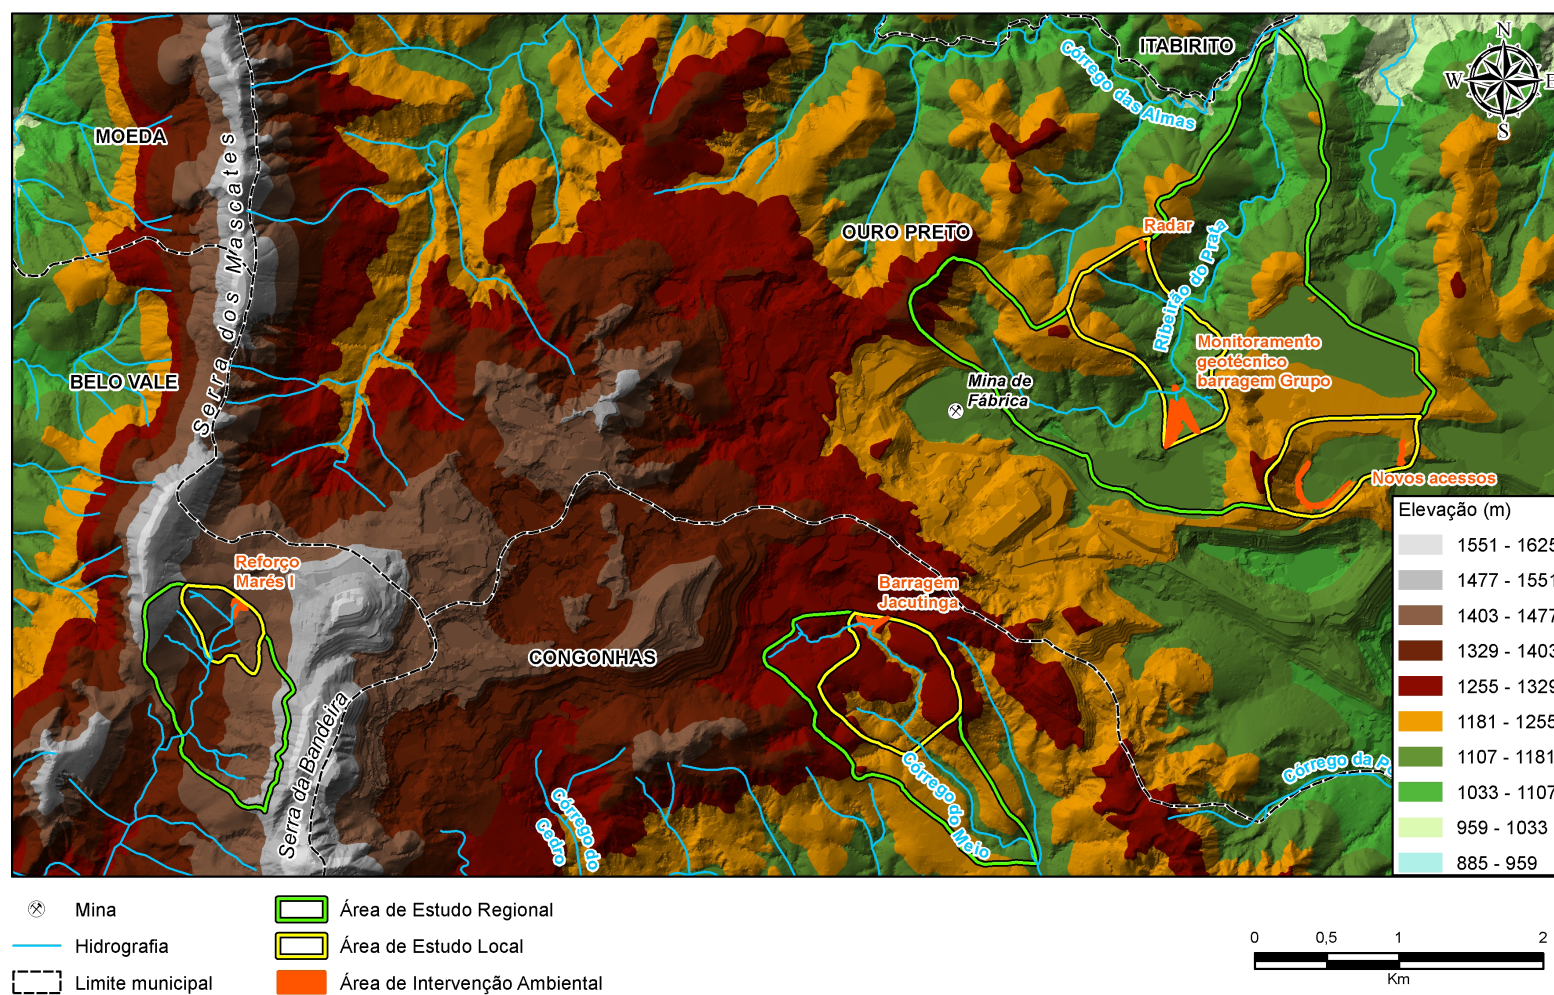 N
W
E
S
ITABIRITO
Córrego das Almas
MOEDA
Serra dos Mascates
OURO PRETO
Radar
Ribeirão do Prata
Monitoramento
geotécnico
barragem Grupo
BELO VALE
Mina de
Fábrica
Novos acessos
Elevação (m)
1551 - 1625
1477 - 1551
1403 - 1477
1329 - 1403
1255 - 1329
1181 - 1255
1107 - 1181
1033 - 1107
959 - 1033
885 - 959
Reforço
Marés I
Barragem
Jacutinga
CONGONHAS
Serra da Bandeira
Córrego do
Cedro
Córrego do Meio
Córrego da
Mina
Hidrografia
Limite municipal
Área de Estudo Regional
Área de Estudo Local
Área de Intervenção Ambiental
0 0,5 1 2
Km